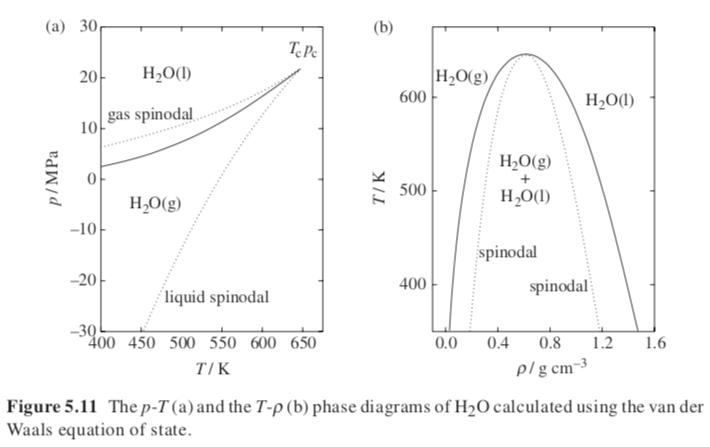 (a)
30
20
10
0
−10
−20
−30
p / MPa
400 450 500 550 600 650
T / K
H₂O(l)
T_c p_c
gas spinodal
H₂O(g)
liquid spinodal
(b)
600
500
400
T / K
0.0 0.4 0.8 1.2 1.6
ρ / g cm⁻³
H₂O(g)
H₂O(l)
H₂O(g)
+
H₂O(l)
spinodal
spinodal
Figure 5.11 The p-T (a) and the T-ρ (b) phase diagrams of H₂O calculated using the van der
Waals equation of state.